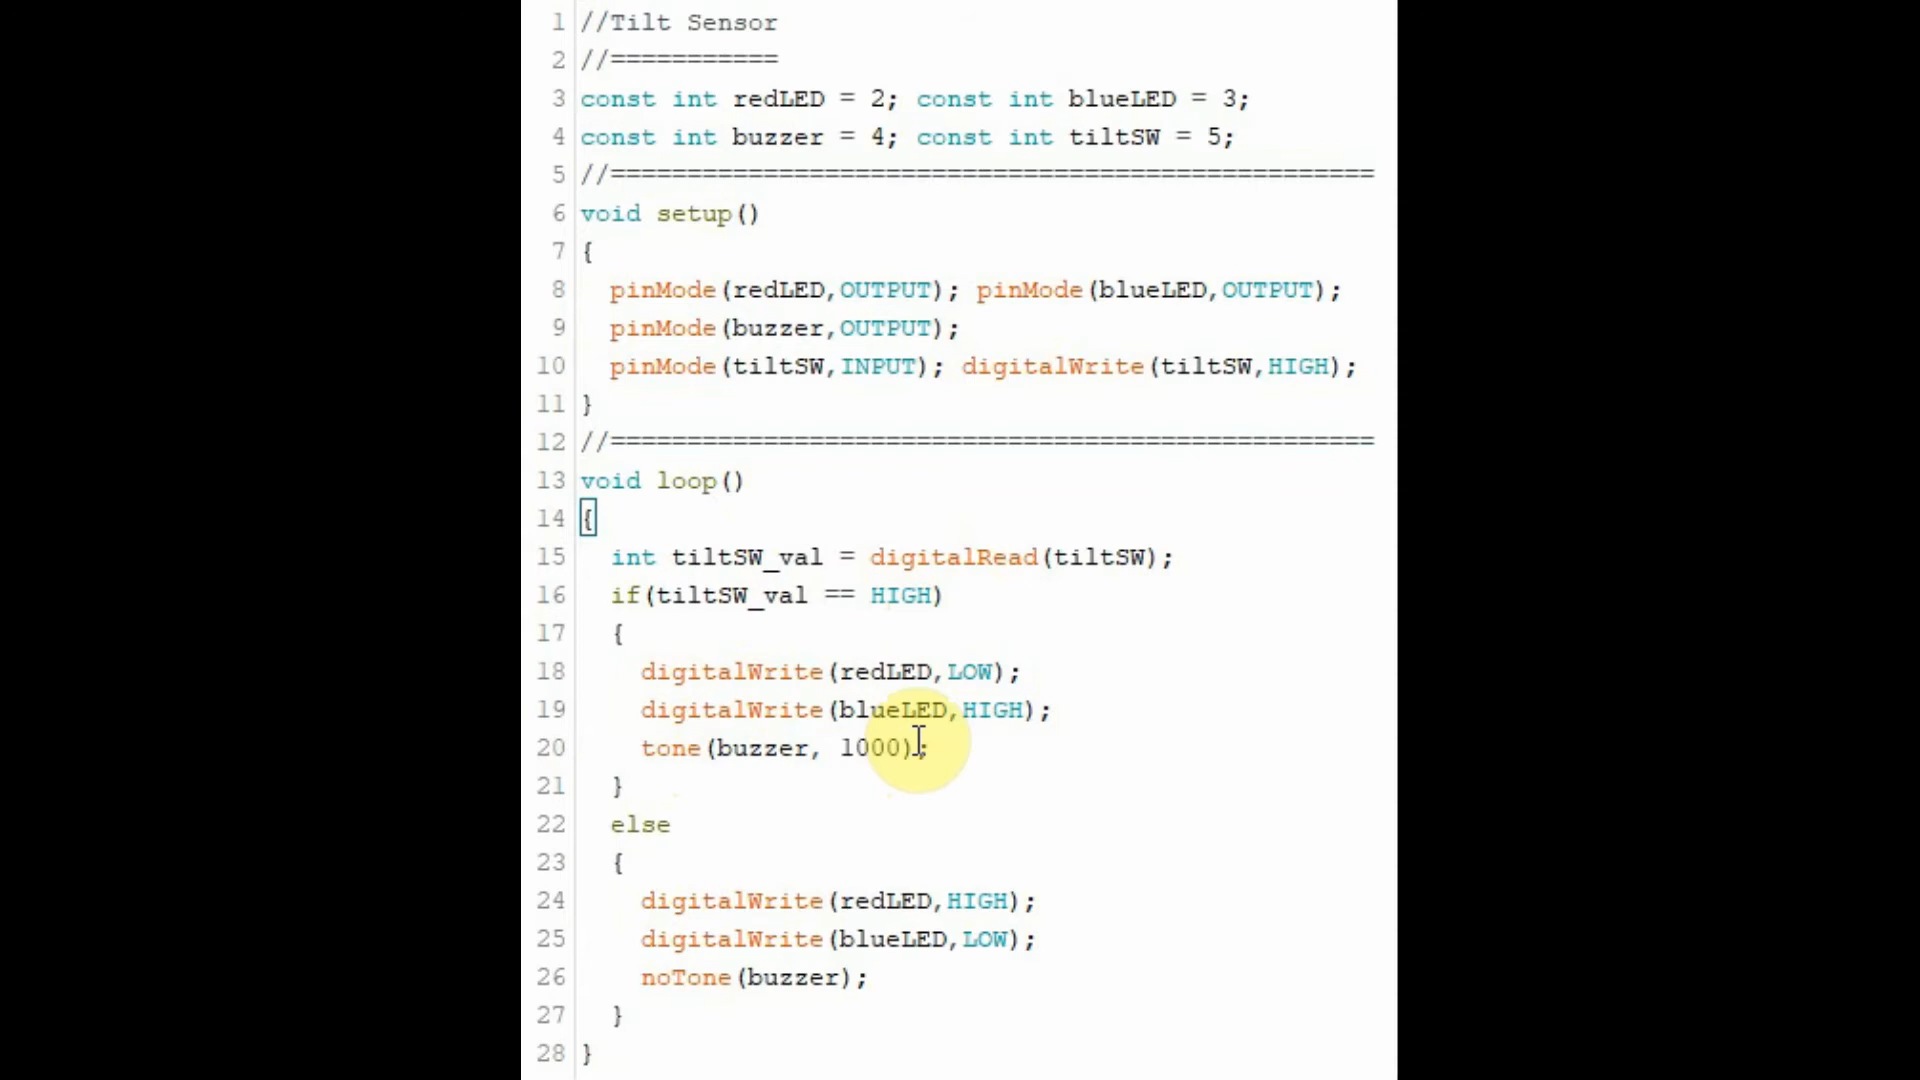 1 //Tilt Sensor
2 //===========
3 const int redLED = 2; const int blueLED = 3;
4 const int buzzer = 4; const int tiltSW = 5;
5 //==================================================
6 void setup()
7 {
8   pinMode(redLED,OUTPUT); pinMode(blueLED,OUTPUT);
9   pinMode(buzzer,OUTPUT);
10   pinMode(tiltSW,INPUT); digitalWrite(tiltSW,HIGH);
11 }
12 //==================================================
13 void loop()
14 {
15   int tiltSW_val = digitalRead(tiltSW);
16   if(tiltSW_val == HIGH)
17   {
18     digitalWrite(redLED,LOW);
19     digitalWrite(blueLED,HIGH);
20     tone(buzzer, 1000);
21   }
22   else
23   {
24     digitalWrite(redLED,HIGH);
25     digitalWrite(blueLED,LOW);
26     noTone(buzzer);
27   }
28 }